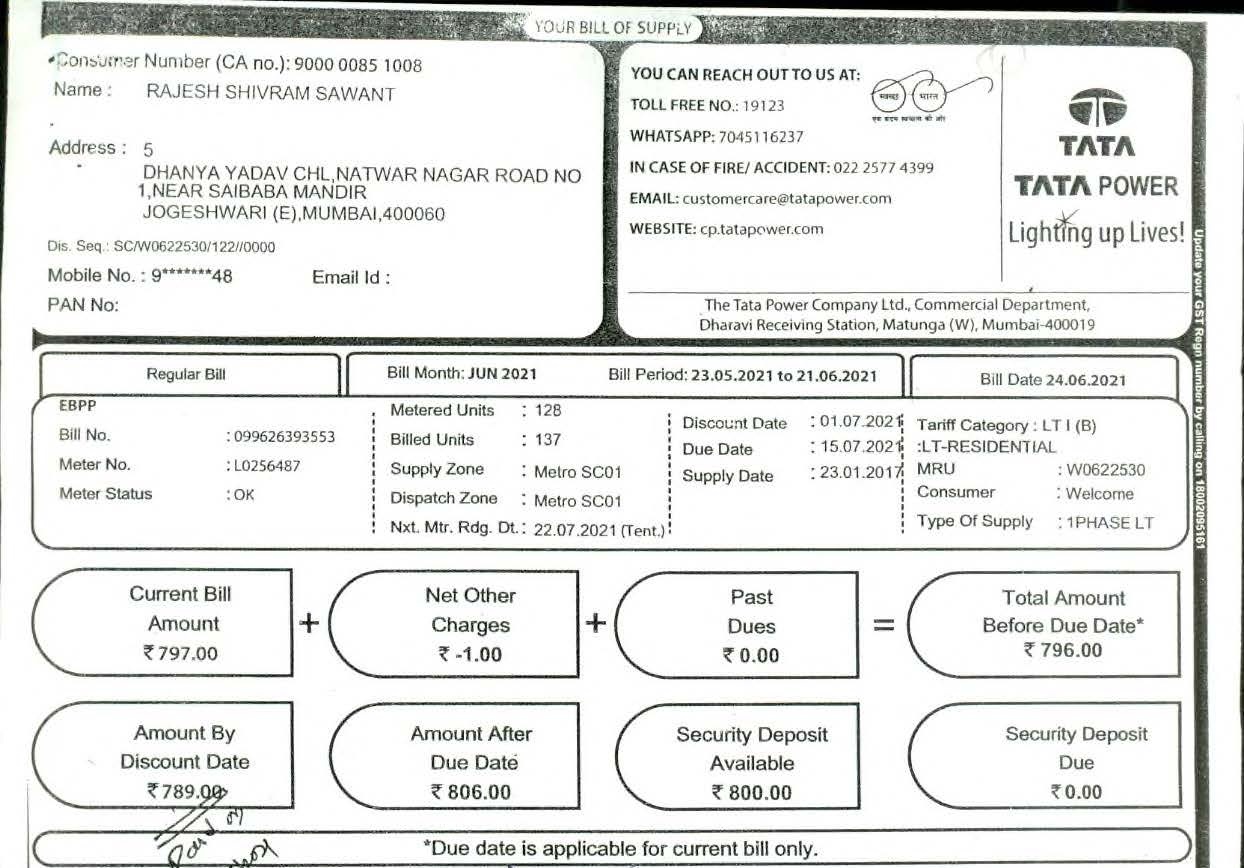 YOUR BILL OF SUPPLY
Consumer Number (CA no.): 9000 0085 1008
Name : RAJESH SHIVRAM SAWANT
Address : 5
DHANYA YADAV CHL,NATWAR NAGAR ROAD NO
1,NEAR SAIBABA MANDIR
JOGESHWARI (E),MUMBAI,400060
Dis. Seq.: SC/W0622530/122//0000
Mobile No. : 9*******48 Email Id :
PAN No:
YOU CAN REACH OUT TO US AT:
TOLL FREE NO.: 19123
WHATSAPP: 7045116237
IN CASE OF FIRE/ ACCIDENT: 022 2577 4399
EMAIL: customercare@tatapower.com
WEBSITE: cp.tatapower.com
स्वच्छ भारत
एक कदम स्वच्छता की ओर
TATA
TATA POWER
Lighting up Lives!
The Tata Power Company Ltd., Commercial Department,
Dharavi Receiving Station, Matunga (W), Mumbai-400019
Update your GST Regn number by calling on 18002095161
Regular Bill
Bill Month: JUN 2021 Bill Period: 23.05.2021 to 21.06.2021
Bill Date 24.06.2021
EBPP
Bill No. : 099626393553
Meter No. : L0256487
Meter Status : OK
Metered Units : 128
Billed Units : 137
Supply Zone : Metro SC01
Dispatch Zone : Metro SC01
Nxt. Mtr. Rdg. Dt. : 22.07.2021 (Tent.)
Discount Date : 01.07.2021
Due Date : 15.07.2021
Supply Date : 23.01.2017
Tariff Category : LT I (B)
:LT-RESIDENTIAL
MRU : W0622530
Consumer : Welcome
Type Of Supply : 1PHASE LT
Current Bill
Amount
₹ 797.00
+
Net Other
Charges
₹ -1.00
+
Past
Dues
₹ 0.00
=
Total Amount
Before Due Date*
₹ 796.00
Amount By
Discount Date
₹ 789.00
Amount After
Due Date
₹ 806.00
Security Deposit
Available
₹ 800.00
Security Deposit
Due
₹ 0.00
Paid on
*Due date is applicable for current bill only.